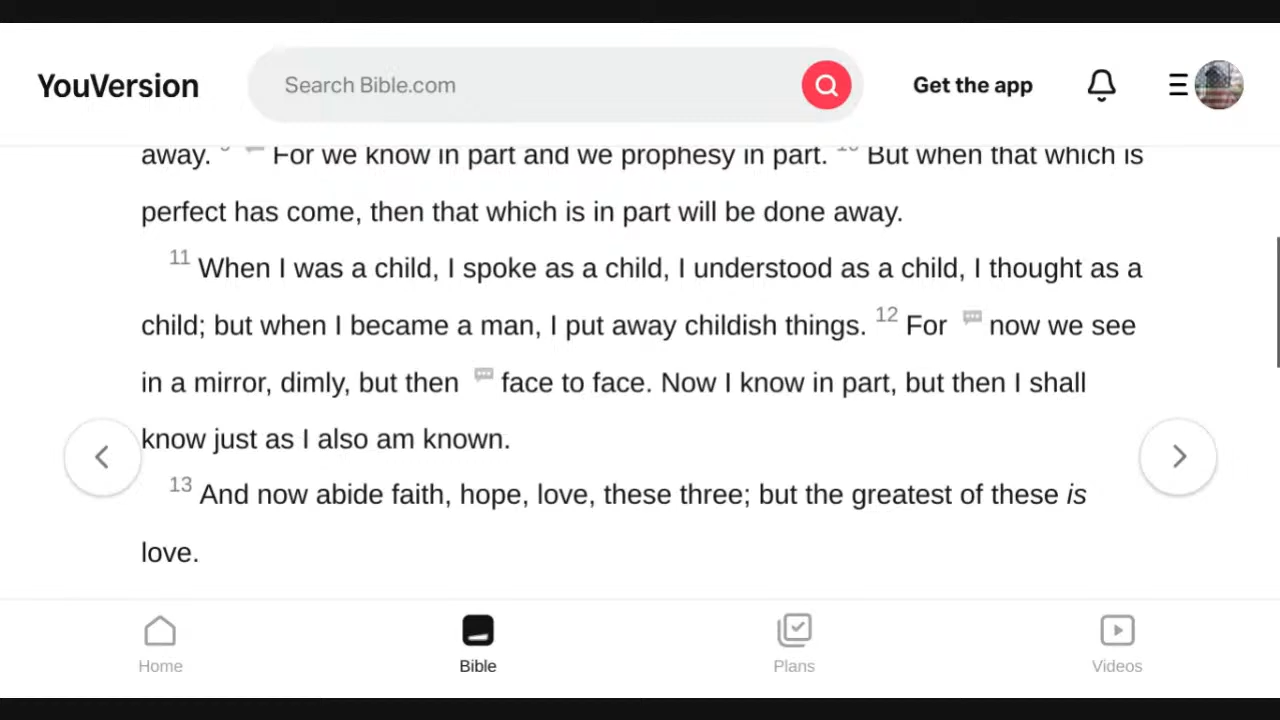 YouVersion
Search Bible.com
Get the app
away. For we know in part and we prophesy in part. 10 But when that which is
perfect has come, then that which is in part will be done away.
11 When I was a child, I spoke as a child, I understood as a child, I thought as a
child; but when I became a man, I put away childish things. 12 For now we see
in a mirror, dimly, but then face to face. Now I know in part, but then I shall
know just as I also am known.
13 And now abide faith, hope, love, these three; but the greatest of these is
love.
Home
Bible
Plans
Videos